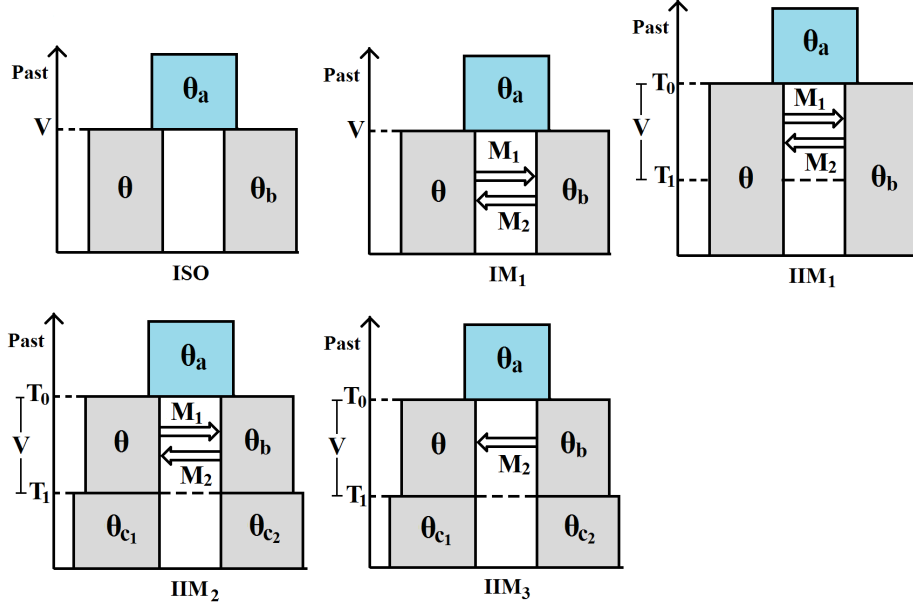 Past
θa
V
θ
θb
ISO
Past
θa
V
M1
θ
θb
M2
IM1
Past
θa
T0
M1
V
M2
T1
θ
θb
IIM1
Past
θa
T0
M1
V
θ
θb
M2
T1
θc1
θc2
IIM2
Past
θa
T0
V
θ
θb
M2
T1
θc1
θc2
IIM3